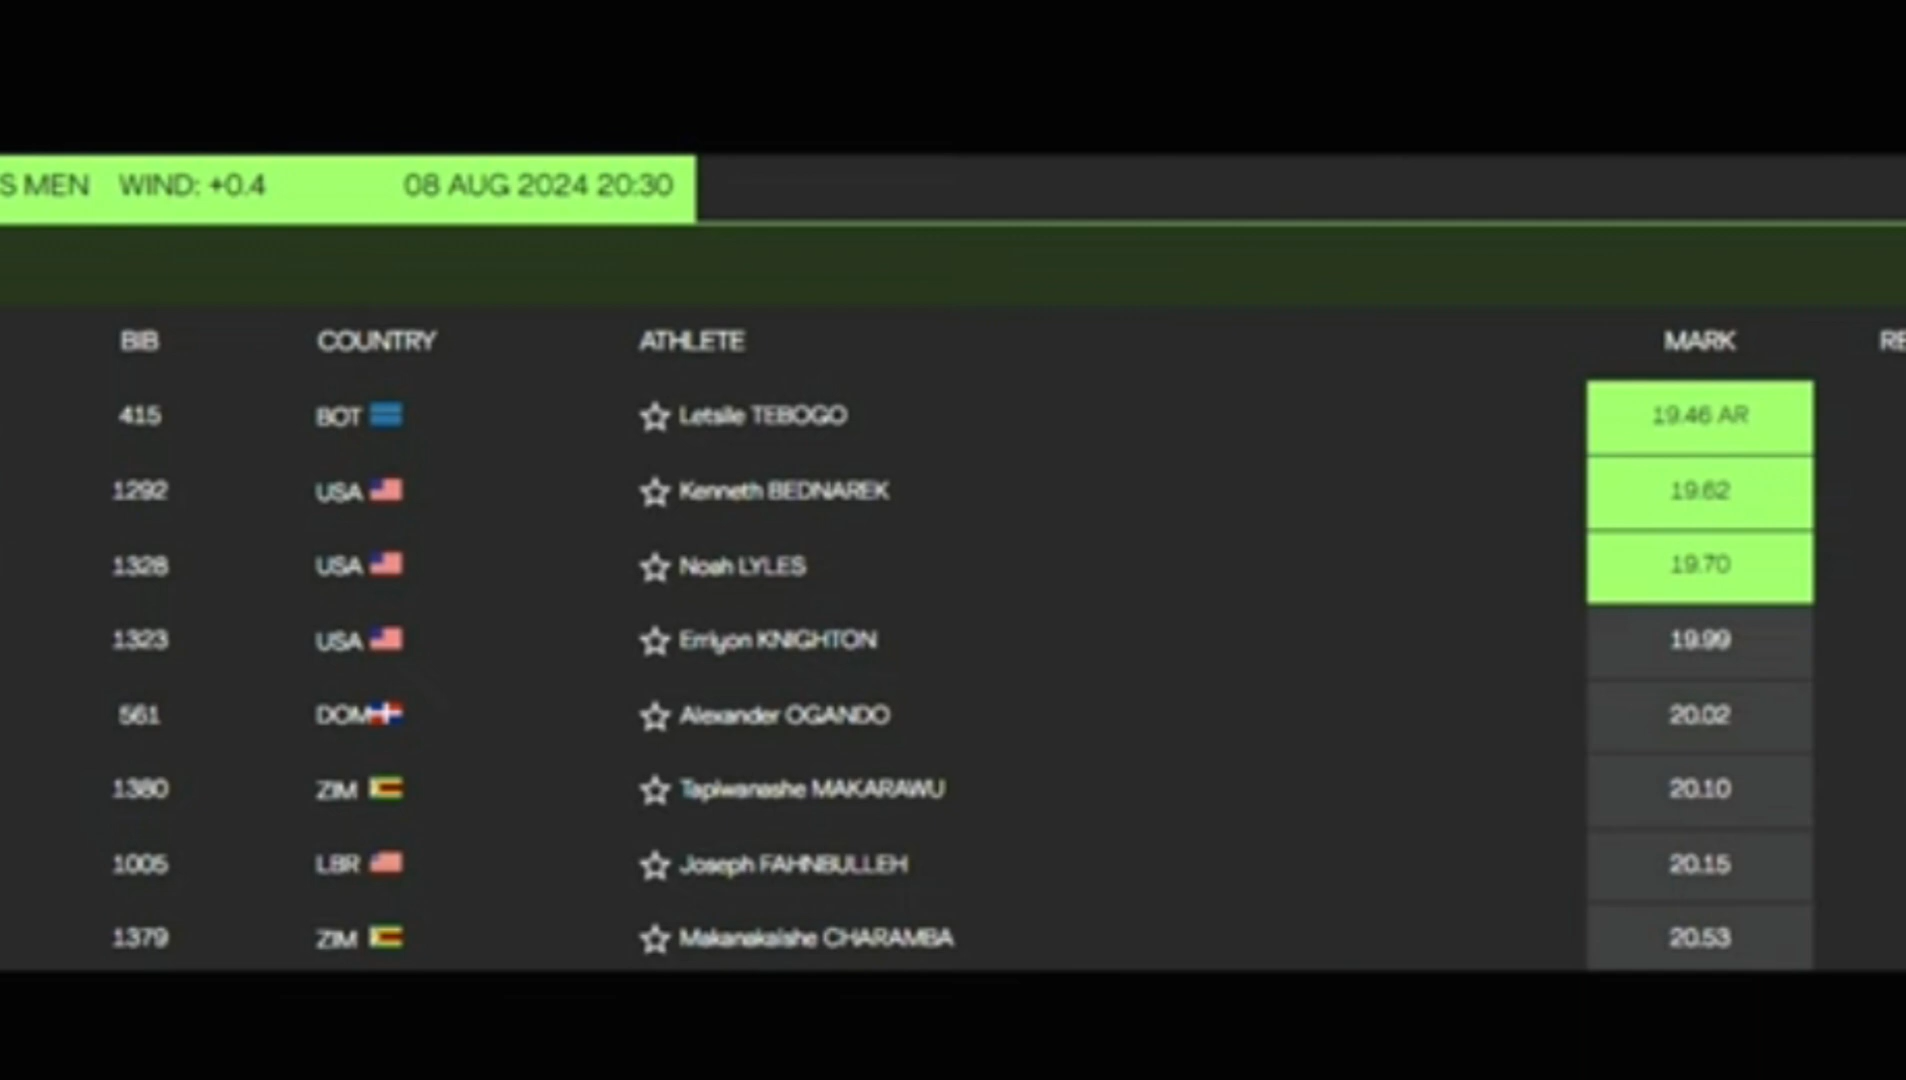 S MEN WIND: +0.4 08 AUG 2024 20:30
BIB COUNTRY ATHLETE MARK RE
415 BOT Letsile TEBOGO 19.46 AR
1292 USA Kenneth BEDNAREK 19.62
1328 USA Noah LYLES 19.70
1323 USA Erriyon KNIGHTON 19.99
561 DOM Alexander OGANDO 20.02
1380 ZIM Tapiwanashe MAKARAWU 20.10
1005 LBR Joseph FAHNBULLEH 20.15
1379 ZIM Makanakaishe CHARAMBA 20.53